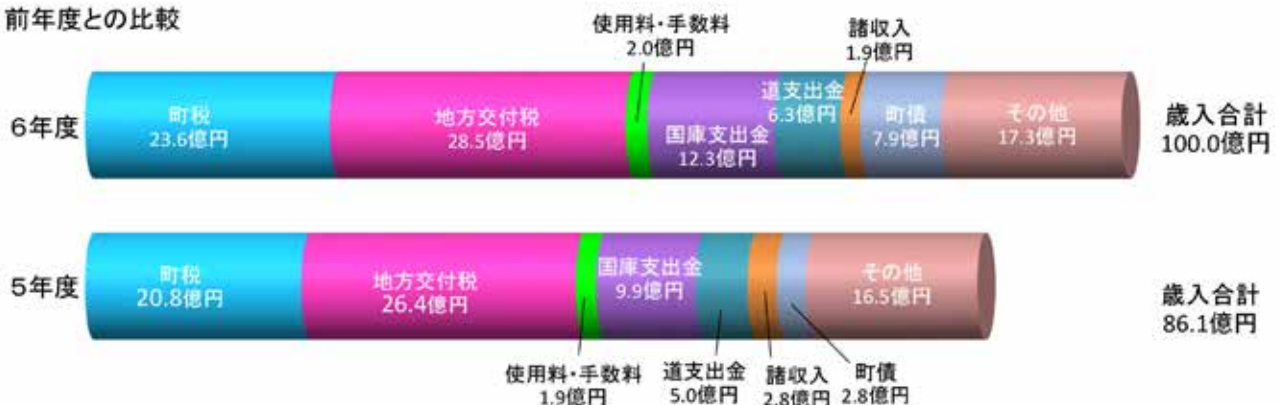 前年度との比較
使用料・手数料
2.0億円
諸収入
1.9億円
6年度
町税
23.6億円
地方交付税
28.5億円
国庫支出金
12.3億円
道支出金
6.3億円
町債
7.9億円
その他
17.3億円
歳入合計
100.0億円
5年度
町税
20.8億円
地方交付税
26.4億円
国庫支出金
9.9億円
その他
16.5億円
歳入合計
86.1億円
使用料・手数料
1.9億円
道支出金
5.0億円
諸収入
2.8億円
町債
2.8億円